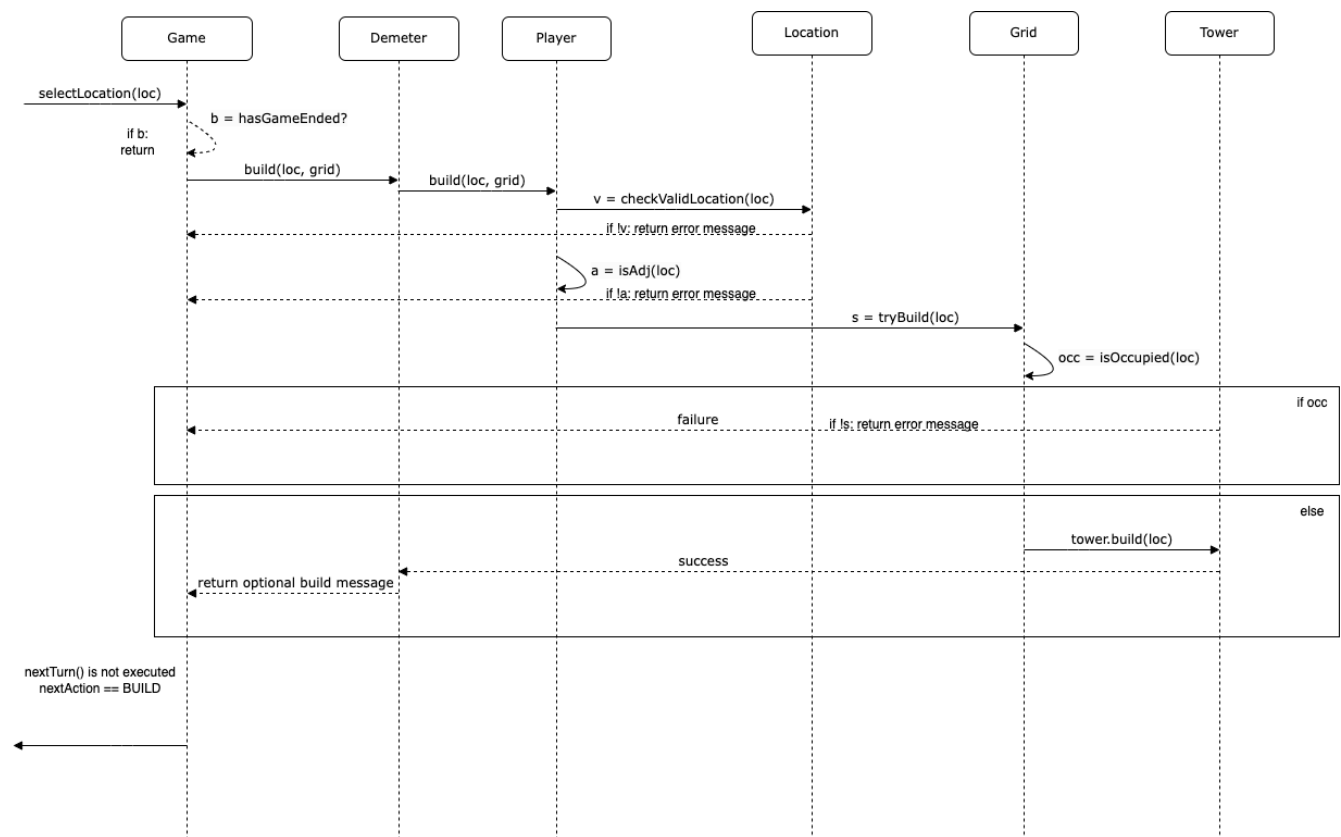 Game
Demeter
Player
Location
Grid
Tower
selectLocation(loc)
b = hasGameEnded?
if b:
return
build(loc, grid)
build(loc, grid)
v = checkValidLocation(loc)
if !v: return error message
a = isAdj(loc)
if !a: return error message
s = tryBuild(loc)
occ = isOccupied(loc)
if occ
failure
if !s: return error message
else
tower.build(loc)
success
return optional build message
nextTurn() is not executed
nextAction == BUILD